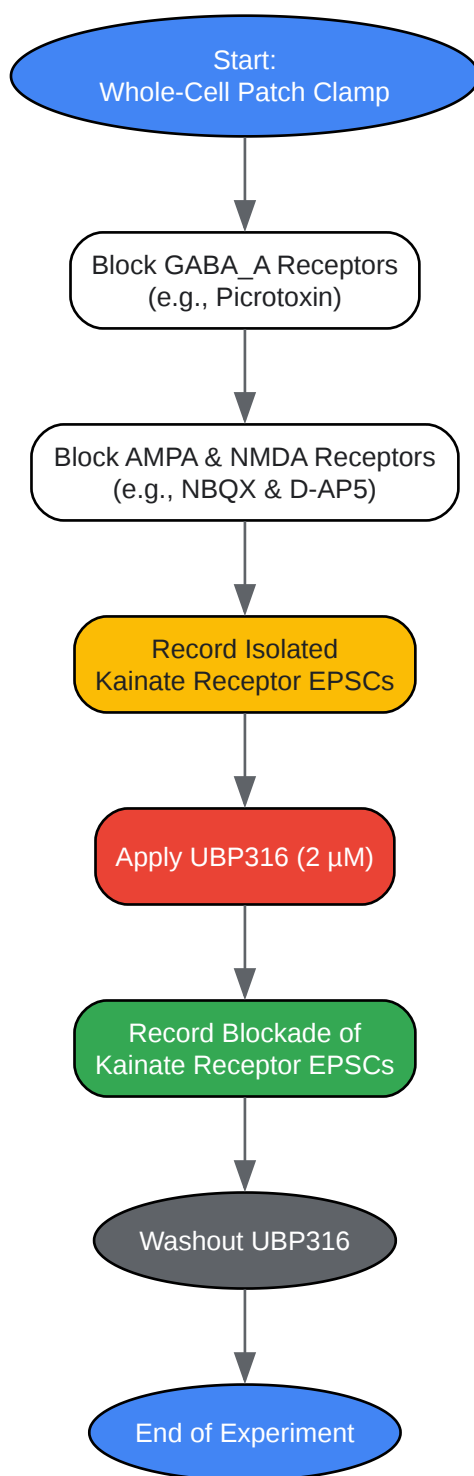 Start:
Whole-Cell Patch Clamp
Block GABA_A Receptors
(e.g., Picrotoxin)
Block AMPA & NMDA Receptors
(e.g., NBQX & D-AP5)
Record Isolated
Kainate Receptor EPSCs
Apply UBP316 (2 µM)
Record Blockade of
Kainate Receptor EPSCs
Washout UBP316
End of Experiment